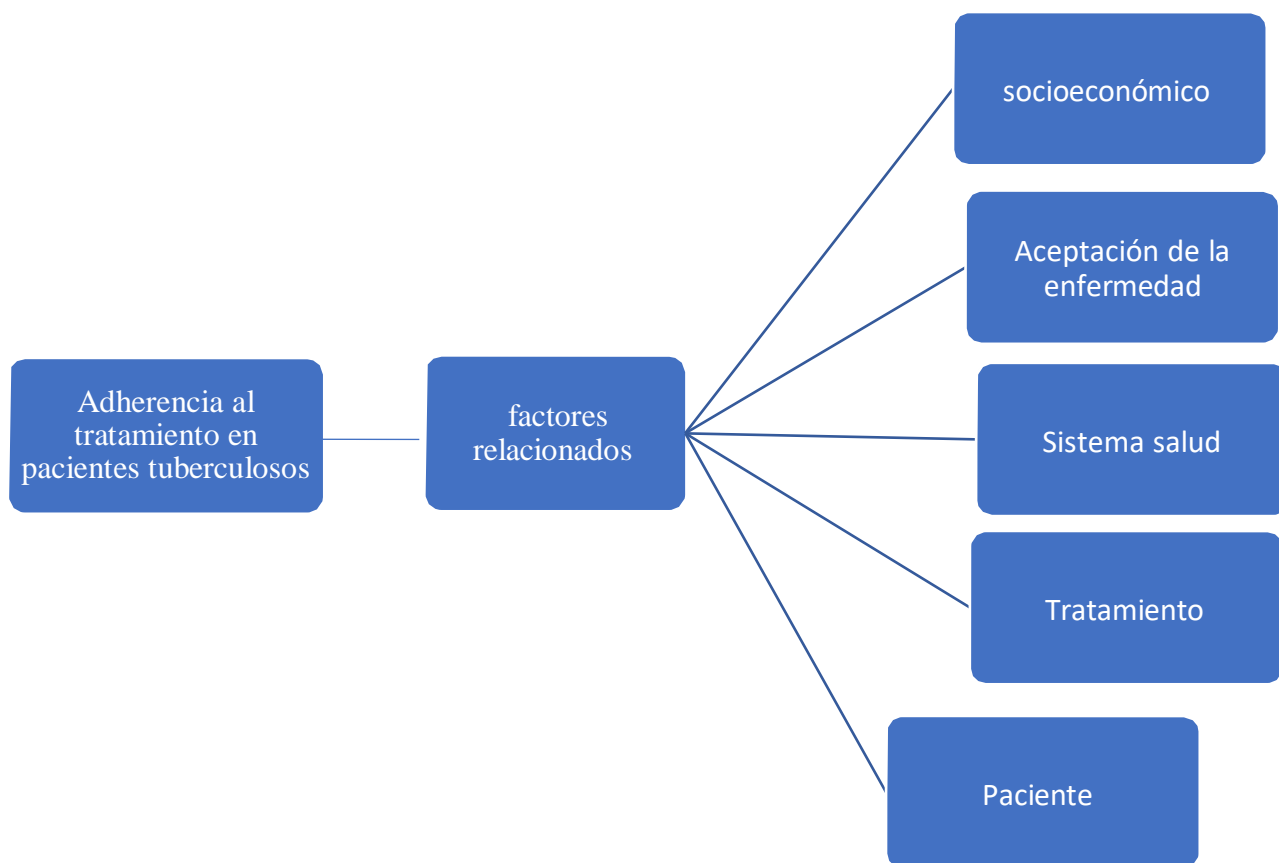 Adherencia al
tratamiento en
pacientes tuberculosos
factores
relacionados
socioeconómico
Aceptación de la
enfermedad
Sistema salud
Tratamiento
Paciente